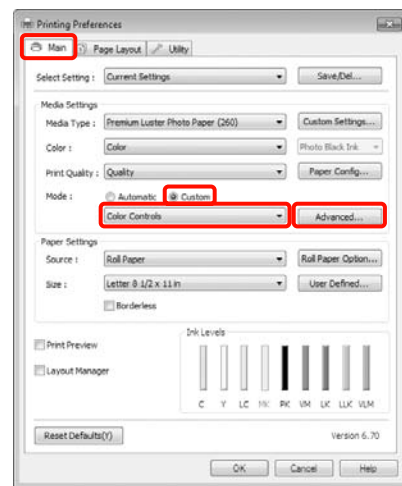 Printing Preferences
Main Page Layout Utility
Select Setting : Current Settings Save/Del...
Media Settings
Media Type : Premium Luster Photo Paper (260) Custom Settings...
Color : Color Photo Black Ink
Print Quality : Quality Paper Config...
Mode : Automatic Custom
Color Controls Advanced...
Paper Settings
Source : Roll Paper Roll Paper Option...
Size : Letter 8 1/2 x 11 in User Defined...
Borderless
Ink Levels
Print Preview
Layout Manager
C Y LC MK PK VM LK LLK VLM
Reset Defaults(Y) Version 6.70
OK Cancel Help